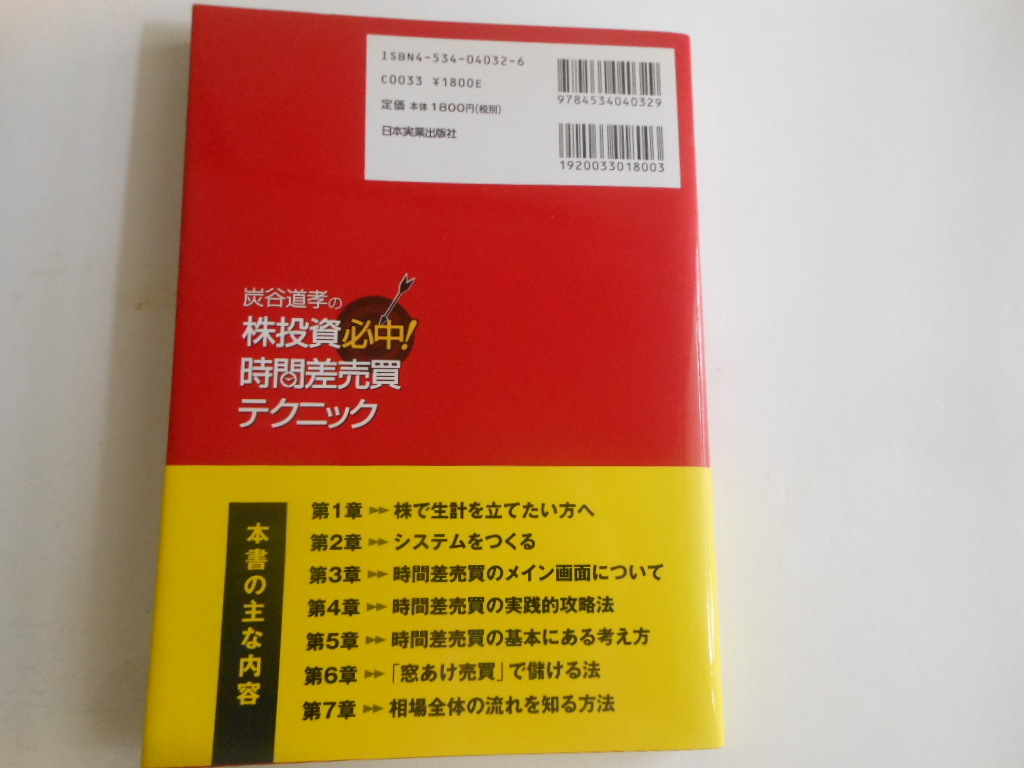 ISBN4-534-04032-6
C0033 ¥1800E
定価 本体1800円(税別)
日本実業出版社
9784534040329
1920033018003
炭谷道孝の
株投資必中!
時間差売買
テクニック
本書の主な内容
第1章 ▶▶ 株で生計を立てたい方へ
第2章 ▶▶ システムをつくる
第3章 ▶▶ 時間差売買のメイン画面について
第4章 ▶▶ 時間差売買の実践的攻略法
第5章 ▶▶ 時間差売買の基本にある考え方
第6章 ▶▶ 「窓あけ売買」で儲ける法
第7章 ▶▶ 相場全体の流れを知る方法